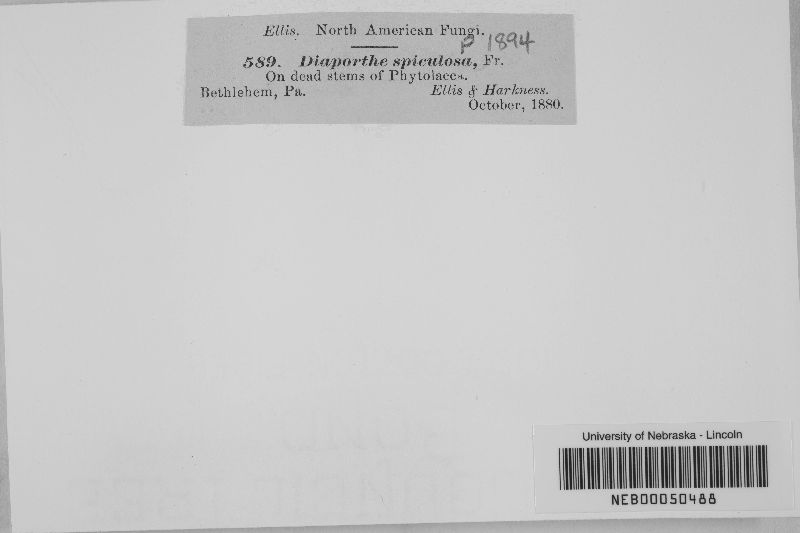 Ellis. North American Fungi.
p 1894
589. Diaporthe spiculosa, Fr.
On dead stems of Phytolacca.
Bethlehem, Pa. Ellis & Harkness.
October, 1880.
University of Nebraska - Lincoln
NEB00050488